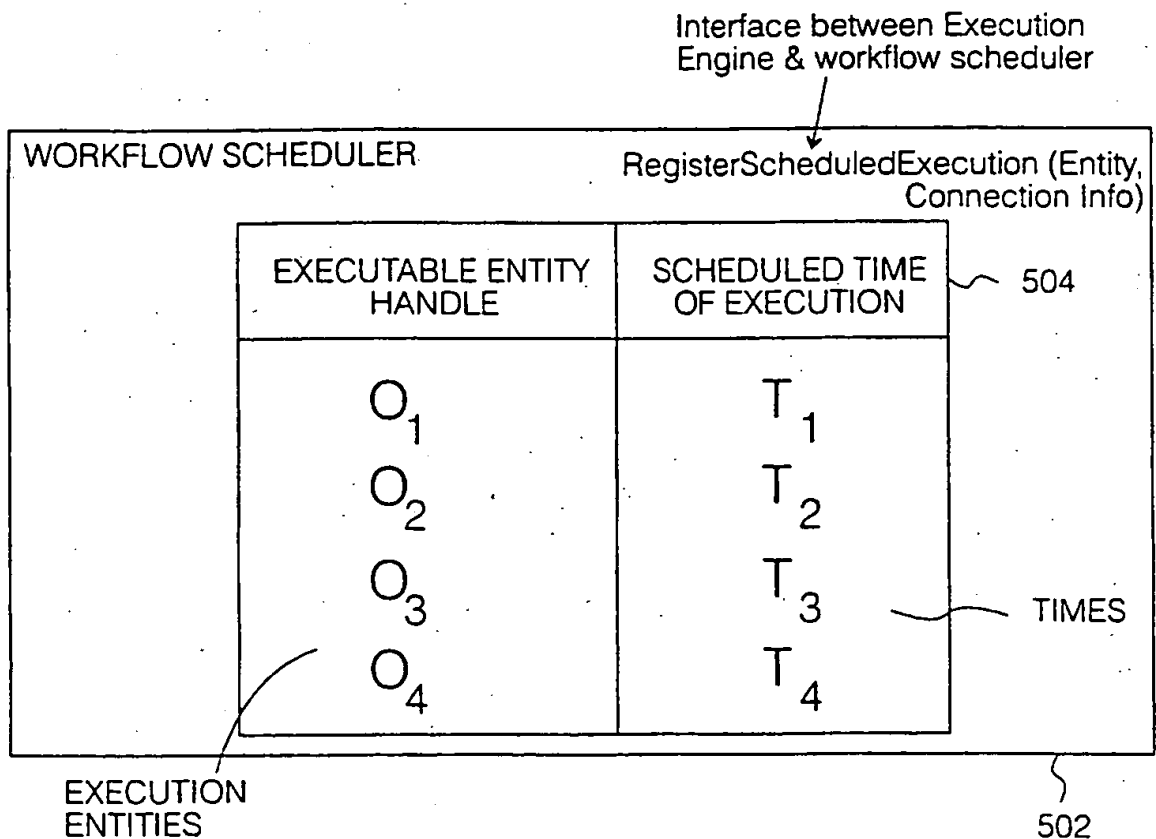 Interface between Execution
Engine & workflow scheduler
WORKFLOW SCHEDULER
RegisterScheduledExecution (Entity,
Connection Info)
EXECUTABLE ENTITY
HANDLE
SCHEDULED TIME
OF EXECUTION
504
O1 T1
O2 T2
O3 T3
TIMES
O4 T4
EXECUTION
ENTITIES
502